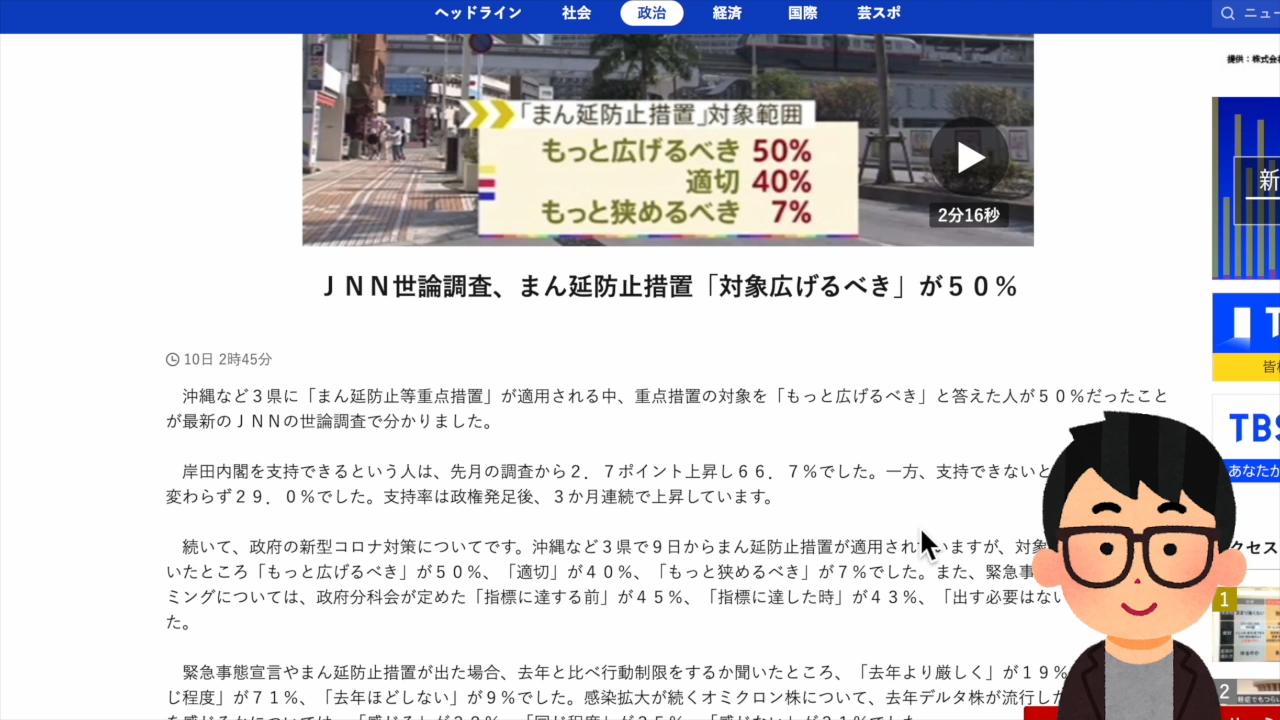 ヘッドライン 社会 政治 経済 国際 芸スポ
ニュー
提供：株式会社
「まん延防止措置」対象範囲
もっと広げるべき 50%
適切 40%
もっと狭めるべき 7%
2分16秒
新
ＪＮＮ世論調査、まん延防止措置「対象広げるべき」が５０％
10日 2時45分
沖縄など３県に「まん延防止等重点措置」が適用される中、重点措置の対象を「もっと広げるべき」と答えた人が５０％だったこと
が最新のＪＮＮの世論調査で分かりました。
岸田内閣を支持できるという人は、先月の調査から２．７ポイント上昇し６６．７％でした。一方、支持できないと
変わらず２９．０％でした。支持率は政権発足後、３か月連続で上昇しています。
続いて、政府の新型コロナ対策についてです。沖縄など３県で９日からまん延防止措置が適用されいますが、対象
いたところ「もっと広げるべき」が５０％、「適切」が４０％、「もっと狭めるべき」が７％でした。また、緊急事
ミングについては、政府分科会が定めた「指標に達する前」が４５％、「指標に達した時」が４３％、「出す必要はない
た。
緊急事態宣言やまん延防止措置が出た場合、去年と比べ行動制限をするか聞いたところ、「去年より厳しく」が１９％
じ程度」が７１％、「去年ほどしない」が９％でした。感染拡大が続くオミクロン株について、去年デルタ株が流行した
T
皆様
TBS
あなたが
クセス
1
2